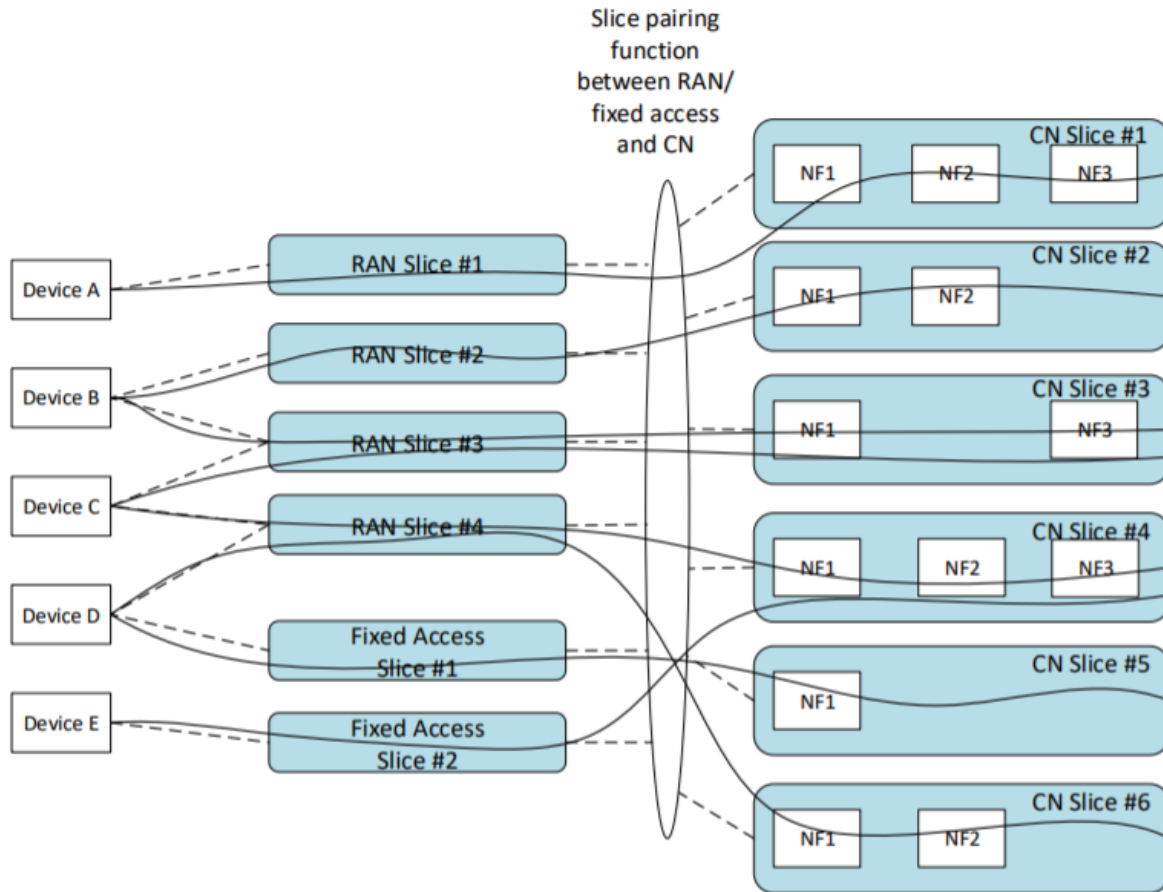 Slice pairing
function
between RAN/
fixed access
and CN
Device A
Device B
Device C
Device D
Device E
RAN Slice #1
RAN Slice #2
RAN Slice #3
RAN Slice #4
Fixed Access
Slice #1
Fixed Access
Slice #2
CN Slice #1
NF1
NF2
NF3
CN Slice #2
NF1
NF2
CN Slice #3
NF1
NF3
CN Slice #4
NF1
NF2
NF3
CN Slice #5
NF1
CN Slice #6
NF1
NF2